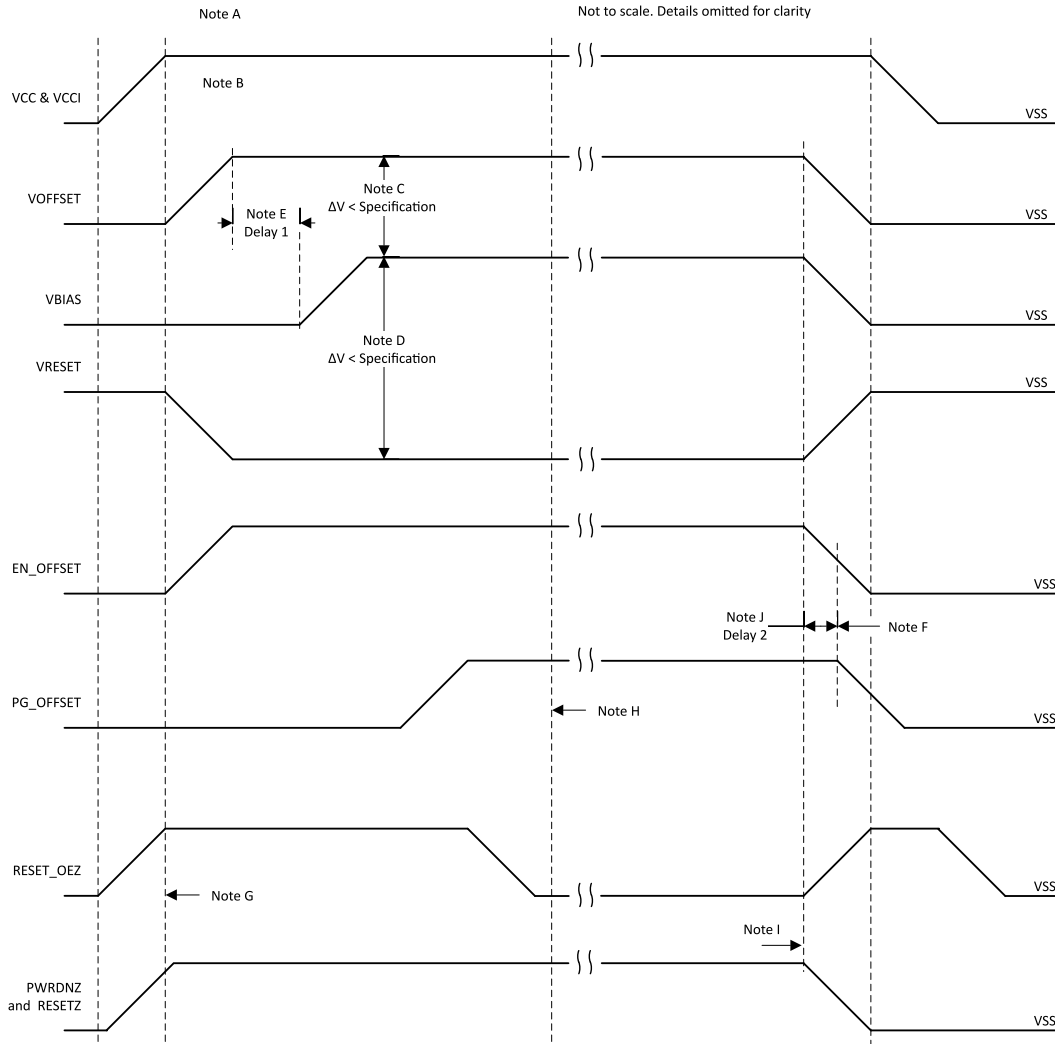 Note A
Not to scale. Details omitted for clarity
Note B
VCC & VCCI
VSS
VOFFSET
Note C
ΔV < Specification
Note E
Delay 1
VSS
VBIAS
VSS
Note D
ΔV < Specification
VRESET
VSS
EN_OFFSET
VSS
Note J
Delay 2
Note F
PG_OFFSET
Note H
VSS
RESET_OEZ
Note G
VSS
Note I
PWRDNZ
and RESETZ
VSS